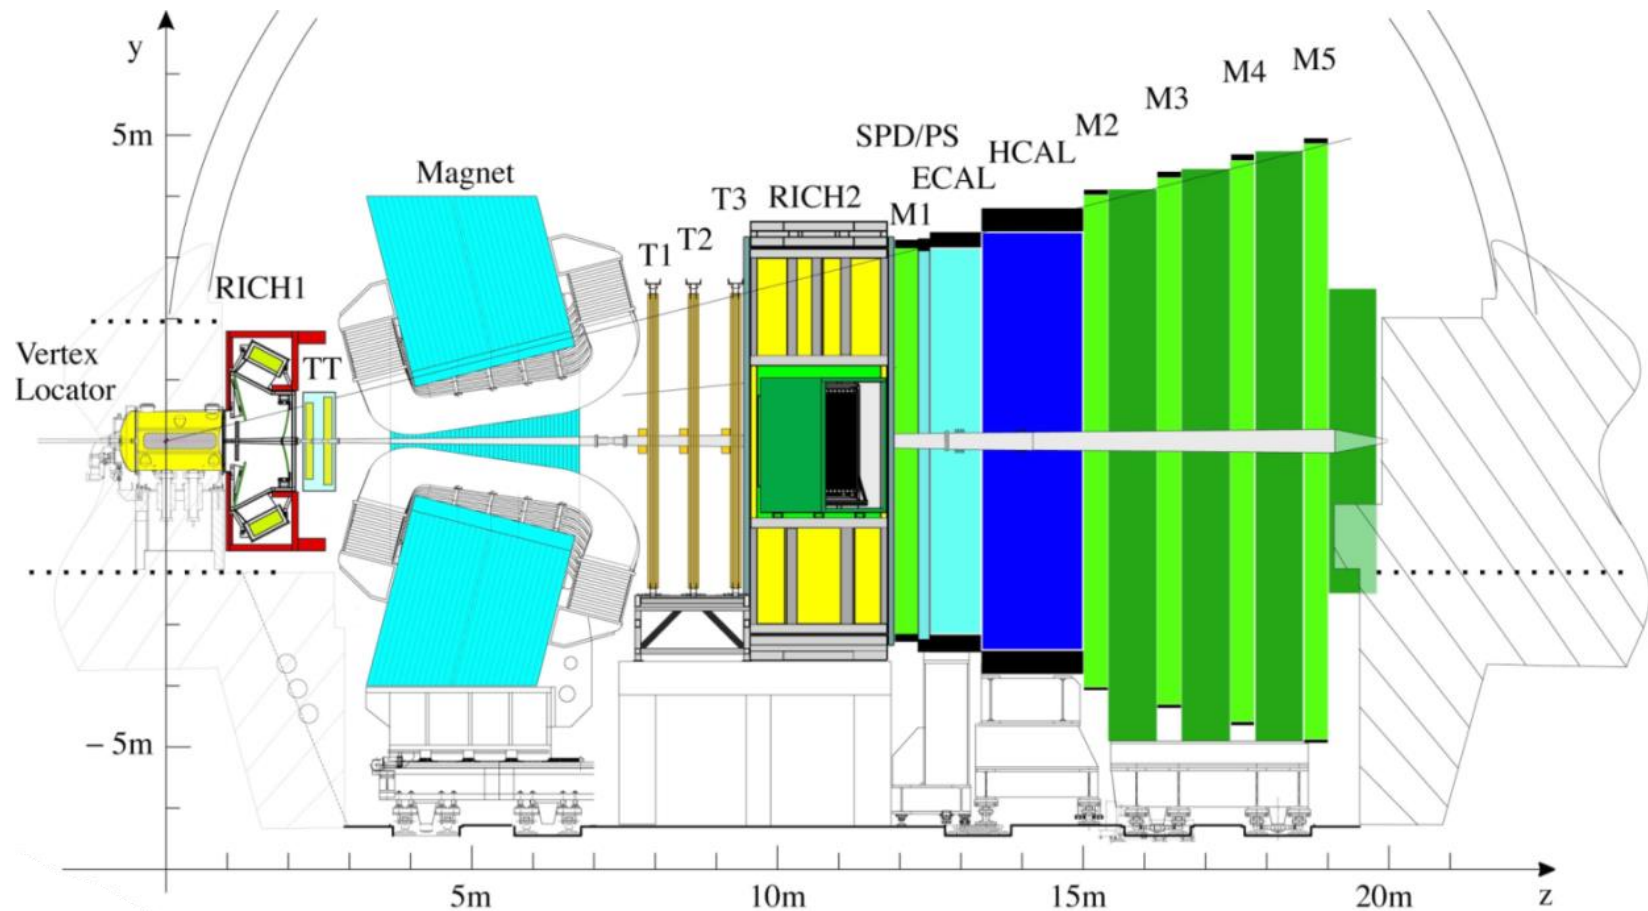 y
5m
Magnet
RICH1
Vertex
Locator
TT
T1
T2
T3
RICH2
M1
SPD/PS
ECAL
HCAL
M2
M3
M4
M5
− 5m
5m
10m
15m
20m
z